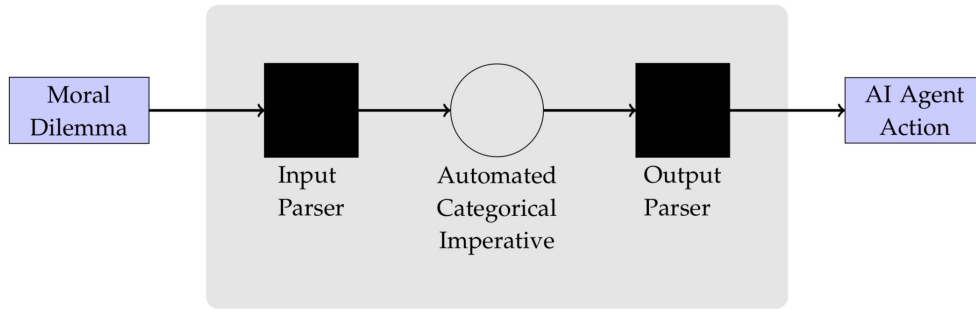 Moral
Dilemma
Input
Parser
Automated
Categorical
Imperative
Output
Parser
AI Agent
Action